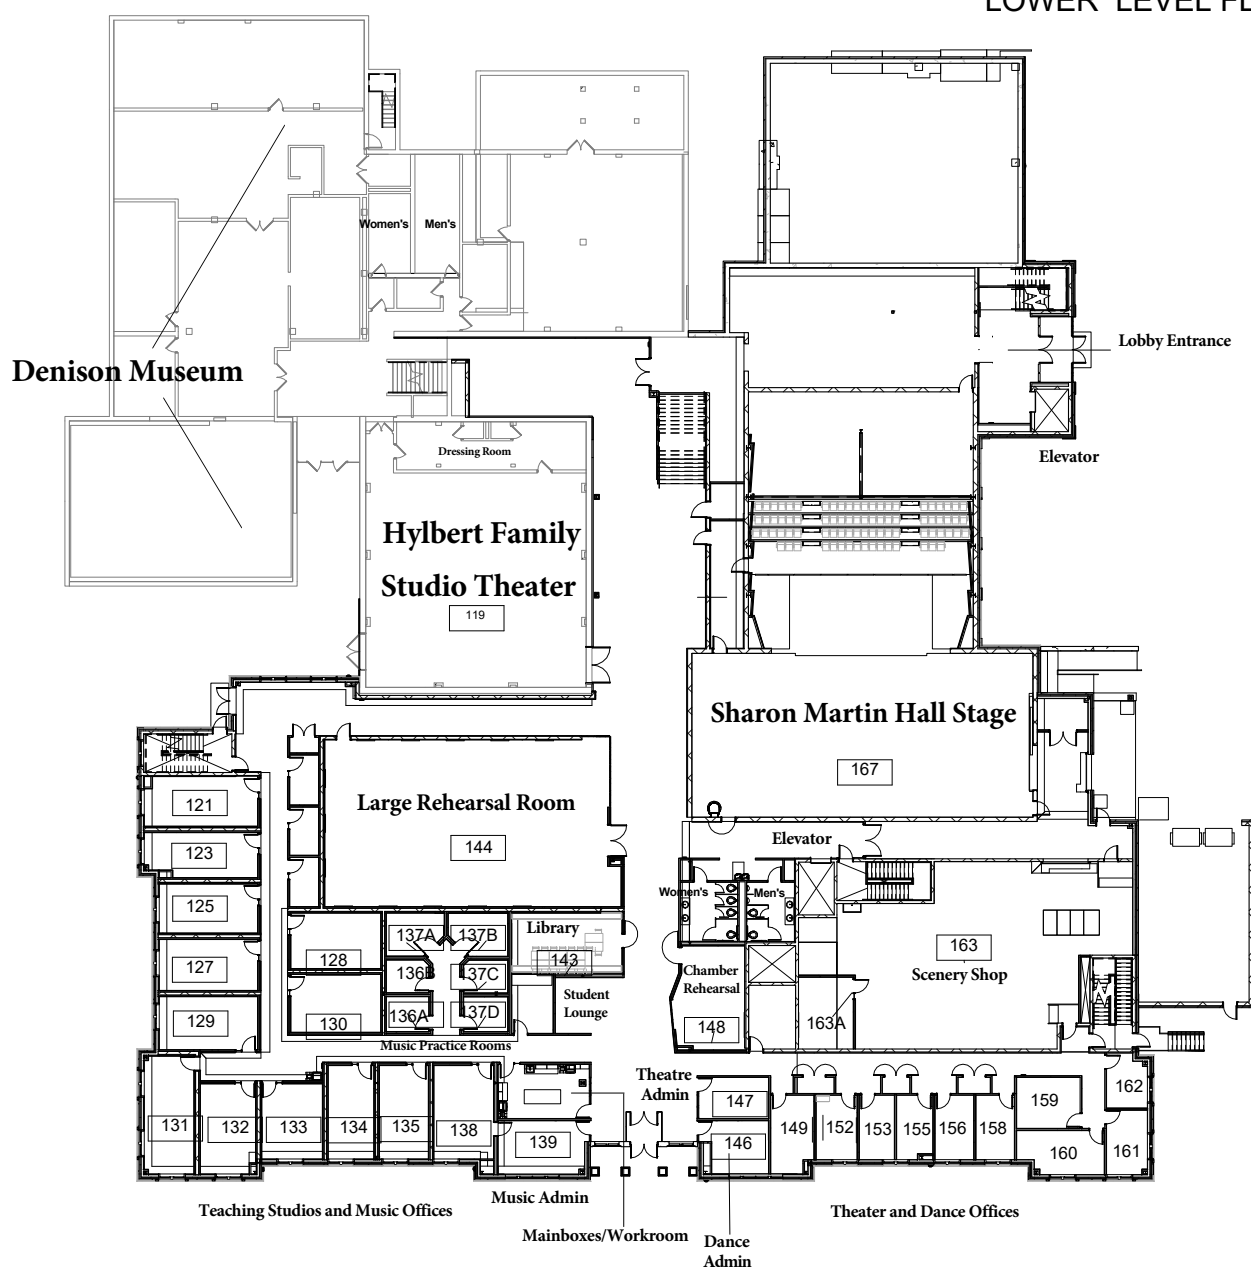 LOWER LEVEL
Women's
Men's
Denison Museum
Lobby Entrance
Elevator
Dressing Room
Hylbert Family
Studio Theater
119
Sharon Martin Hall Stage
167
121
Large Rehearsal Room
144
123
Elevator
Women's
Men's
125
137A
137B
Library
128
163
Scenery Shop
127
136B
137C
143
Chamber
Rehearsal
Student
Lounge
129
130
136A
137D
148
163A
Music Practice Rooms
Theatre
Admin
131
132
133
134
135
138
139
147
146
149
152
153
155
156
158
159
160
161
162
Music Admin
Teaching Studios and Music Offices
Theater and Dance Offices
Mainboxes/Workroom
Dance
Admin